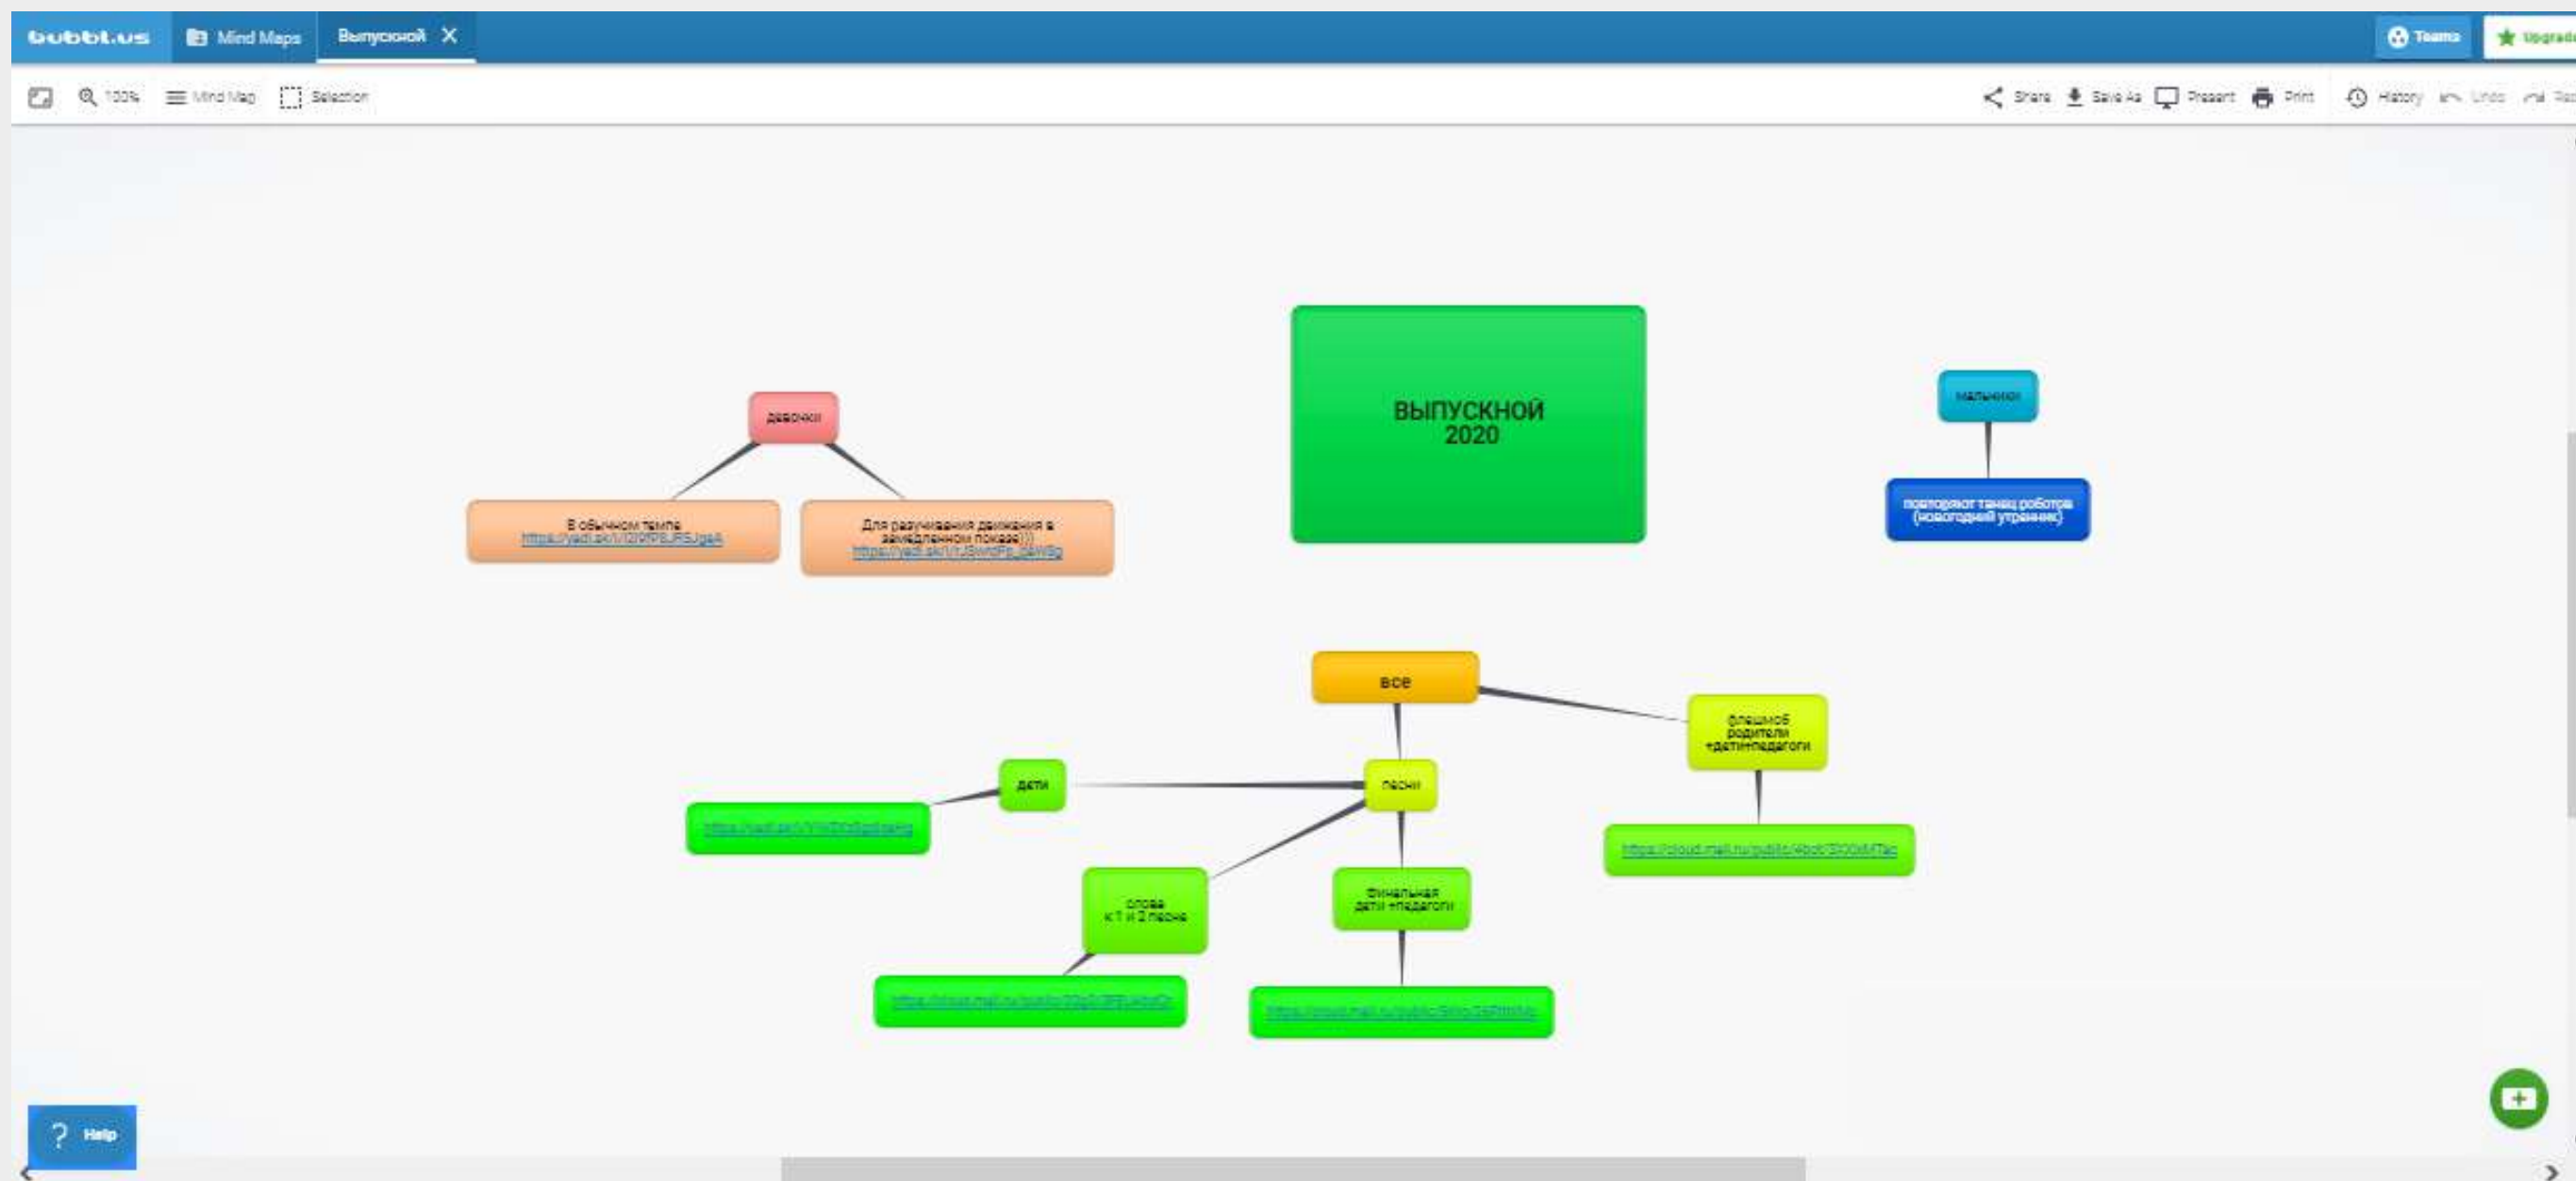 bubbl.us
Mind Maps
Выпускной
Teams
Upgrade
100%
Mind Map
Selection
Share
Save As
Present
Print
History
Undo
ВЫПУСКНОЙ
2020
девочки
В обычном темпе
Для разучивания движения в
замедленном показе)))
мальчики
повторяют танец роботов
(новогодний утренник)
все
флешмоб
родители
+дети+педагоги
дети
песни
слова
к 1 и 2 песне
Финальная
дети +педагоги
Help